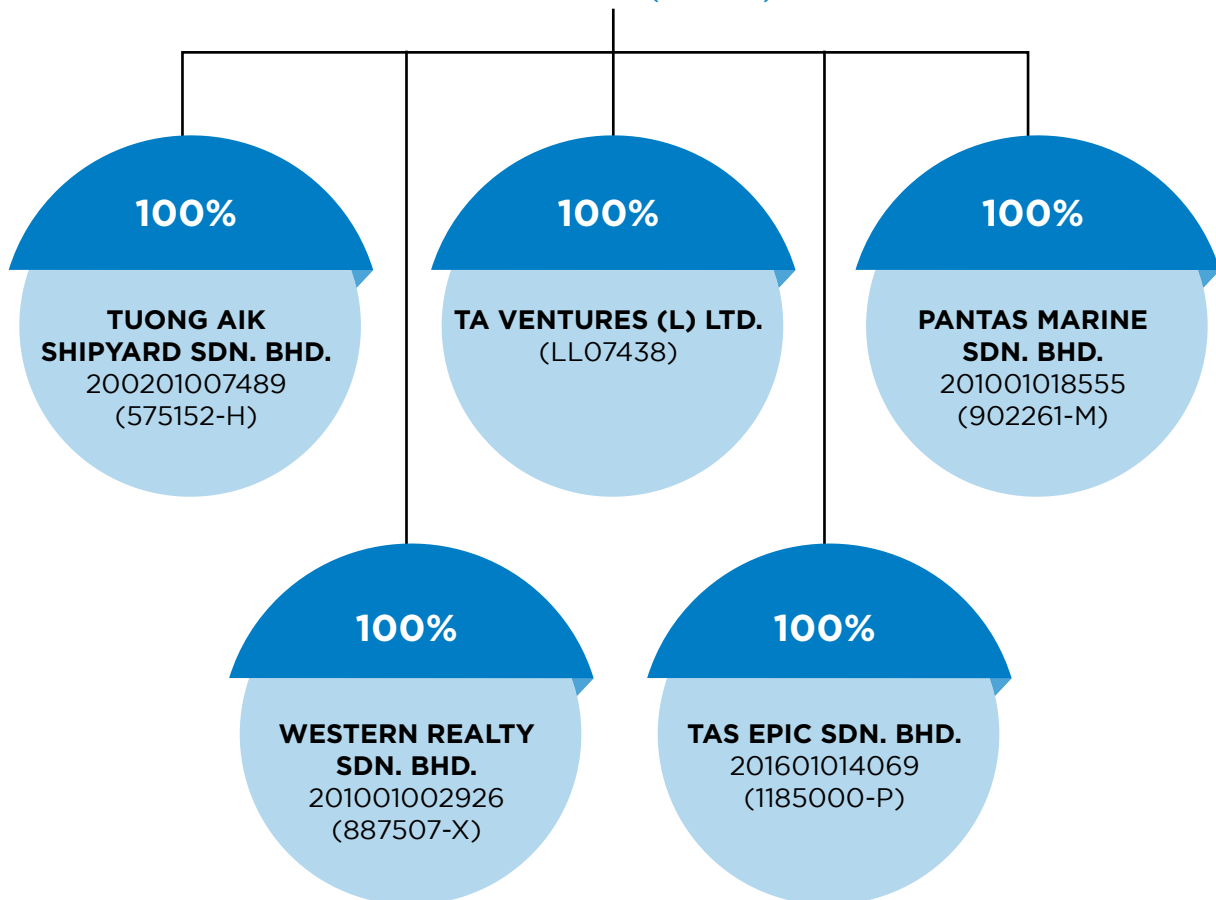 100%
TUONG AIK
SHIPYARD SDN. BHD.
200201007489
(575152-H)
100%
TA VENTURES (L) LTD.
(LL07438)
100%
PANTAS MARINE
SDN. BHD.
201001018555
(902261-M)
100%
WESTERN REALTY
SDN. BHD.
201001002926
(887507-X)
100%
TAS EPIC SDN. BHD.
201601014069
(1185000-P)